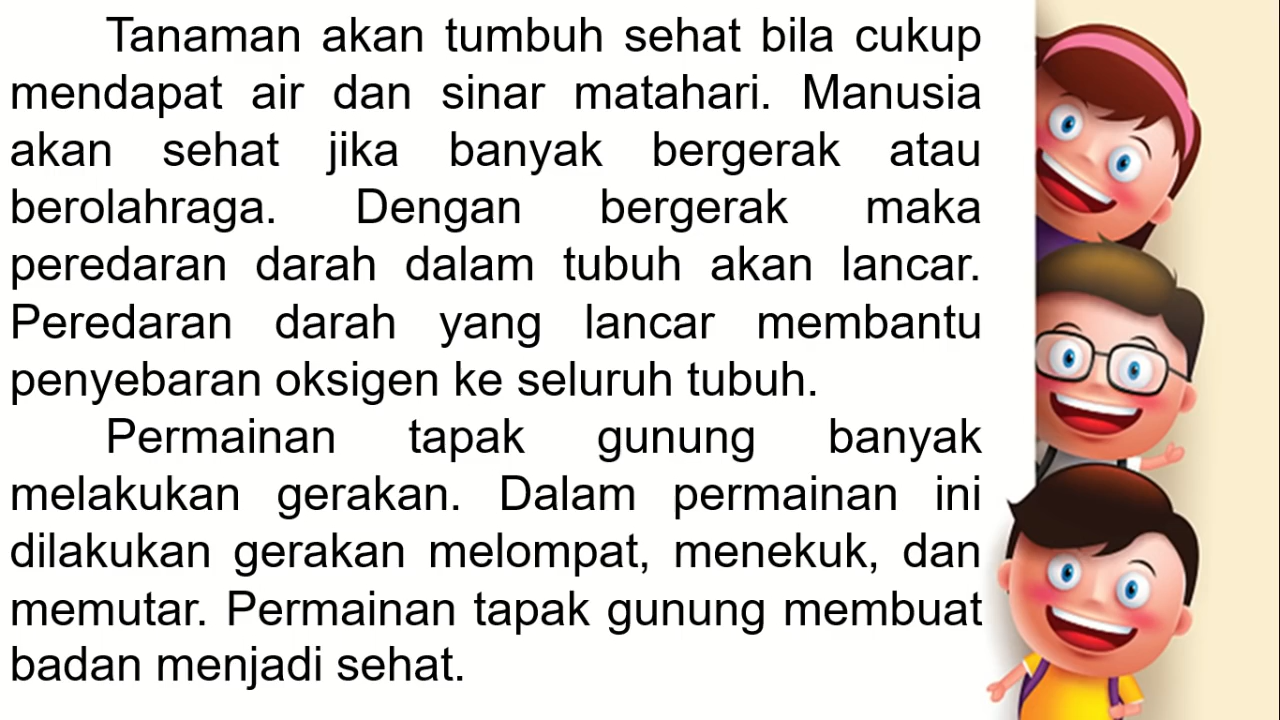 Tanaman akan tumbuh sehat bila cukup
mendapat air dan sinar matahari. Manusia
akan sehat jika banyak bergerak atau
berolahraga. Dengan bergerak maka
peredaran darah dalam tubuh akan lancar.
Peredaran darah yang lancar membantu
penyebaran oksigen ke seluruh tubuh.
Permainan tapak gunung banyak
melakukan gerakan. Dalam permainan ini
dilakukan gerakan melompat, menekuk, dan
memutar. Permainan tapak gunung membuat
badan menjadi sehat.